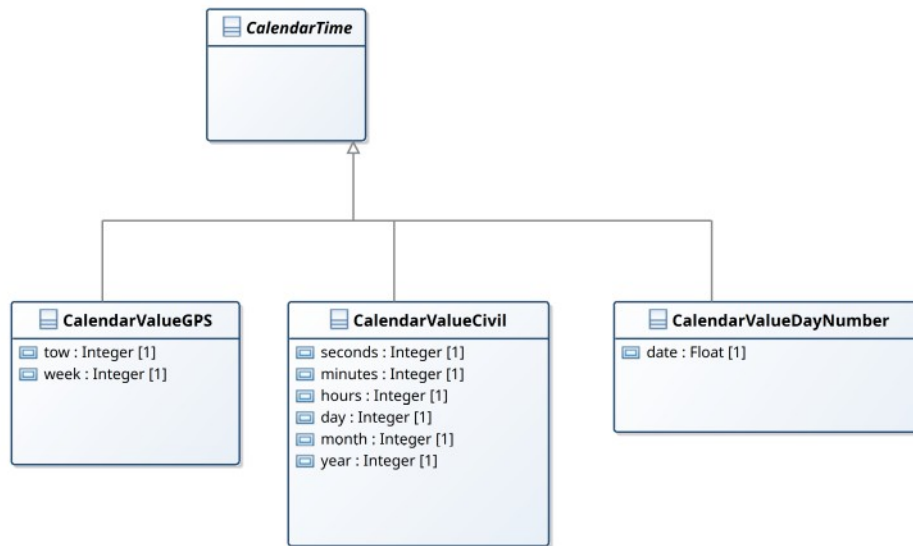 CalendarTime
CalendarValueGPS
tow : Integer [1]
week : Integer [1]
CalendarValueCivil
seconds : Integer [1]
minutes : Integer [1]
hours : Integer [1]
day : Integer [1]
month : Integer [1]
year : Integer [1]
CalendarValueDayNumber
date : Float [1]